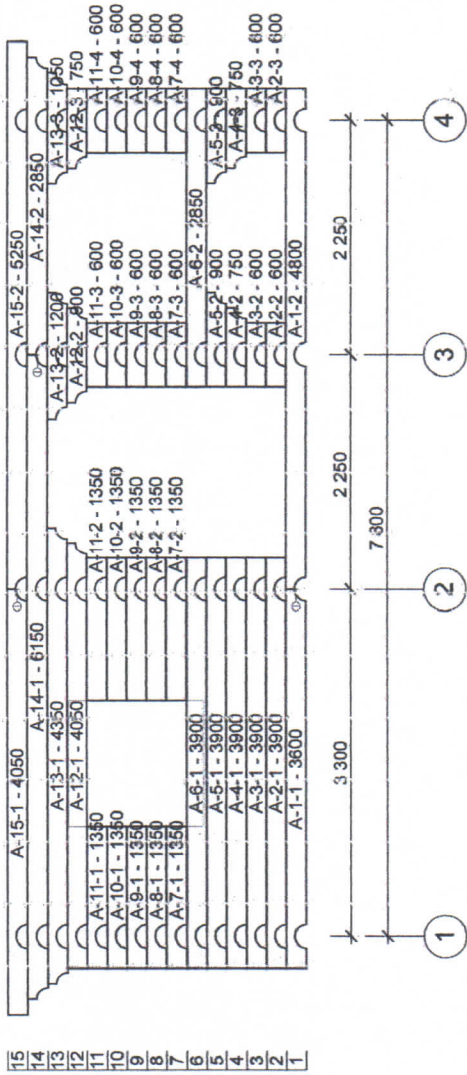 15 A-15-1 - 4050 A-15-2 - 5250
14 A-14-1 - 6150 A-14-2 - 2850
13 A-13-1 - 4350 A-13-2 - 1200 A-13-3 - 1050
12 A-12-1 - 4050 A-12-2 - 900 A-12-3 - 750
11 A-11-1 - 1350 A-11-2 - 1350 A-11-3 - 600 A-11-4 - 600
10 A-10-1 - 1350 A-10-2 - 1350 A-10-3 - 600 A-10-4 - 600
9 A-9-1 - 1350 A-9-2 - 1350 A-9-3 - 600 A-9-4 - 600
8 A-8-1 - 1350 A-8-2 - 1350 A-8-3 - 600 A-8-4 - 600
7 A-7-1 - 1350 A-7-2 - 1350 A-7-3 - 600 A-7-4 - 600
6 A-6-1 - 3900 A-6-2 - 2850
5 A-5-1 - 3900 A-5-2 - 900 A-5-3 - 900
4 A-4-1 - 3900 A-4-2 - 750 A-4-3 - 750
3 A-3-1 - 3900 A-3-2 - 600 A-3-3 - 600
2 A-2-1 - 3900 A-2-2 - 600 A-2-3 - 600
1 A-1-1 - 3600 A-1-2 - 4800
3 300 2 250 2 250
7 800
1 2 3 4